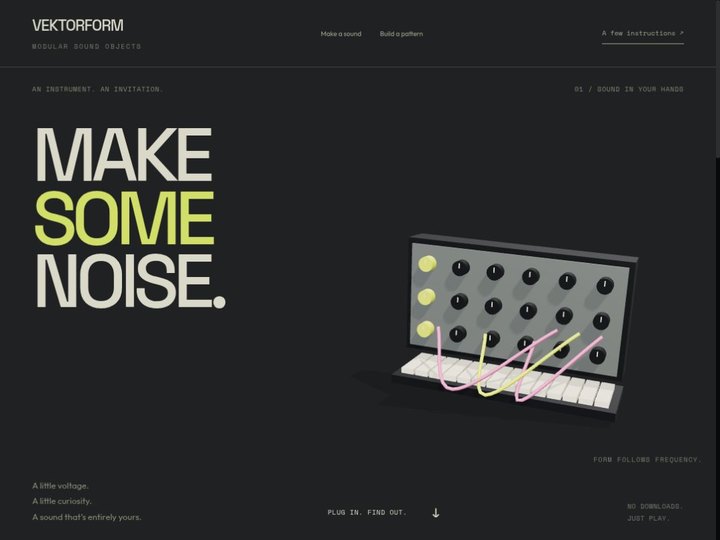 VEKTORFORM
MODULAR SOUND OBJECTS
Make a sound
Build a pattern
A few instructions ↗
AN INSTRUMENT. AN INVITATION.
01 / SOUND IN YOUR HANDS
MAKE
SOME
NOISE.
FORM FOLLOWS FREQUENCY.
A little voltage.
A little curiosity.
A sound that's entirely yours.
PLUG IN. FIND OUT. ↓
NO DOWNLOADS.
JUST PLAY.